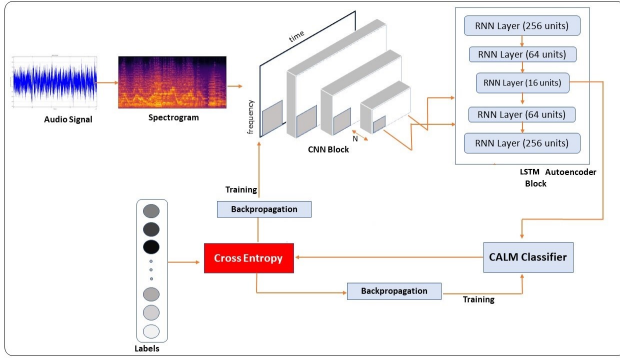 time
frequency
Audio Signal
Spectrogram
CNN Block
N
RNN Layer (256 units)
RNN Layer (64 units)
RNN Layer (16 units)
RNN Layer (64 units)
RNN Layer (256 units)
LSTM Autoencoder
Block
Training
Backpropagation
Cross Entropy
CALM Classifier
Backpropagation
Training
Labels